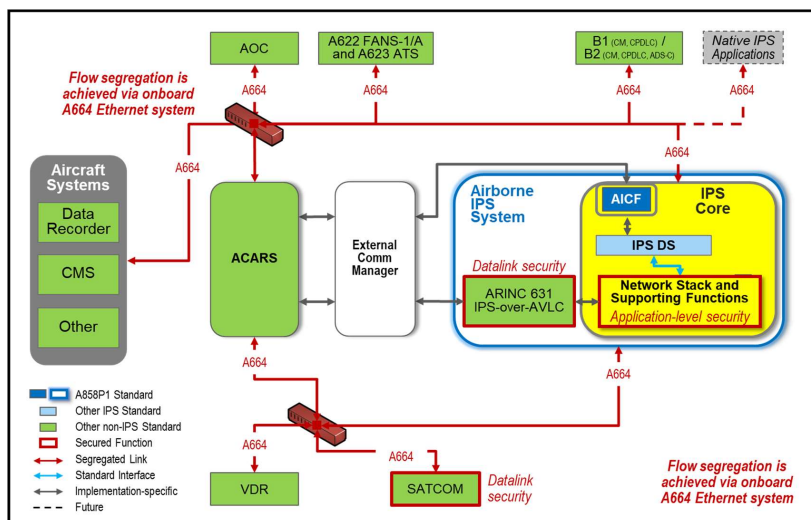 AOC
A622 FANS-1/A
and A623 ATS
B1 (CM, CPDLC) /
B2 (CM, CPDLC, ADS-C)
Native IPS
Applications
Flow segregation is
achieved via onboard
A664 Ethernet system
A664
A664
A664
A664
A664
Aircraft
Systems
Data
Recorder
CMS
Other
ACARS
External
Comm
Manager
Airborne
IPS
System
AICF
IPS
Core
IPS DS
Datalink security
ARINC 631
IPS-over-AVLC
Network Stack and
Supporting Functions
Application-level security
A664
A664
A858P1 Standard
Other IPS Standard
Other non-IPS Standard
Secured Function
Segregated Link
Standard Interface
Implementation-specific
Future
A664
A664
VDR
SATCOM
Datalink
security
Flow segregation is
achieved via onboard
A664 Ethernet system